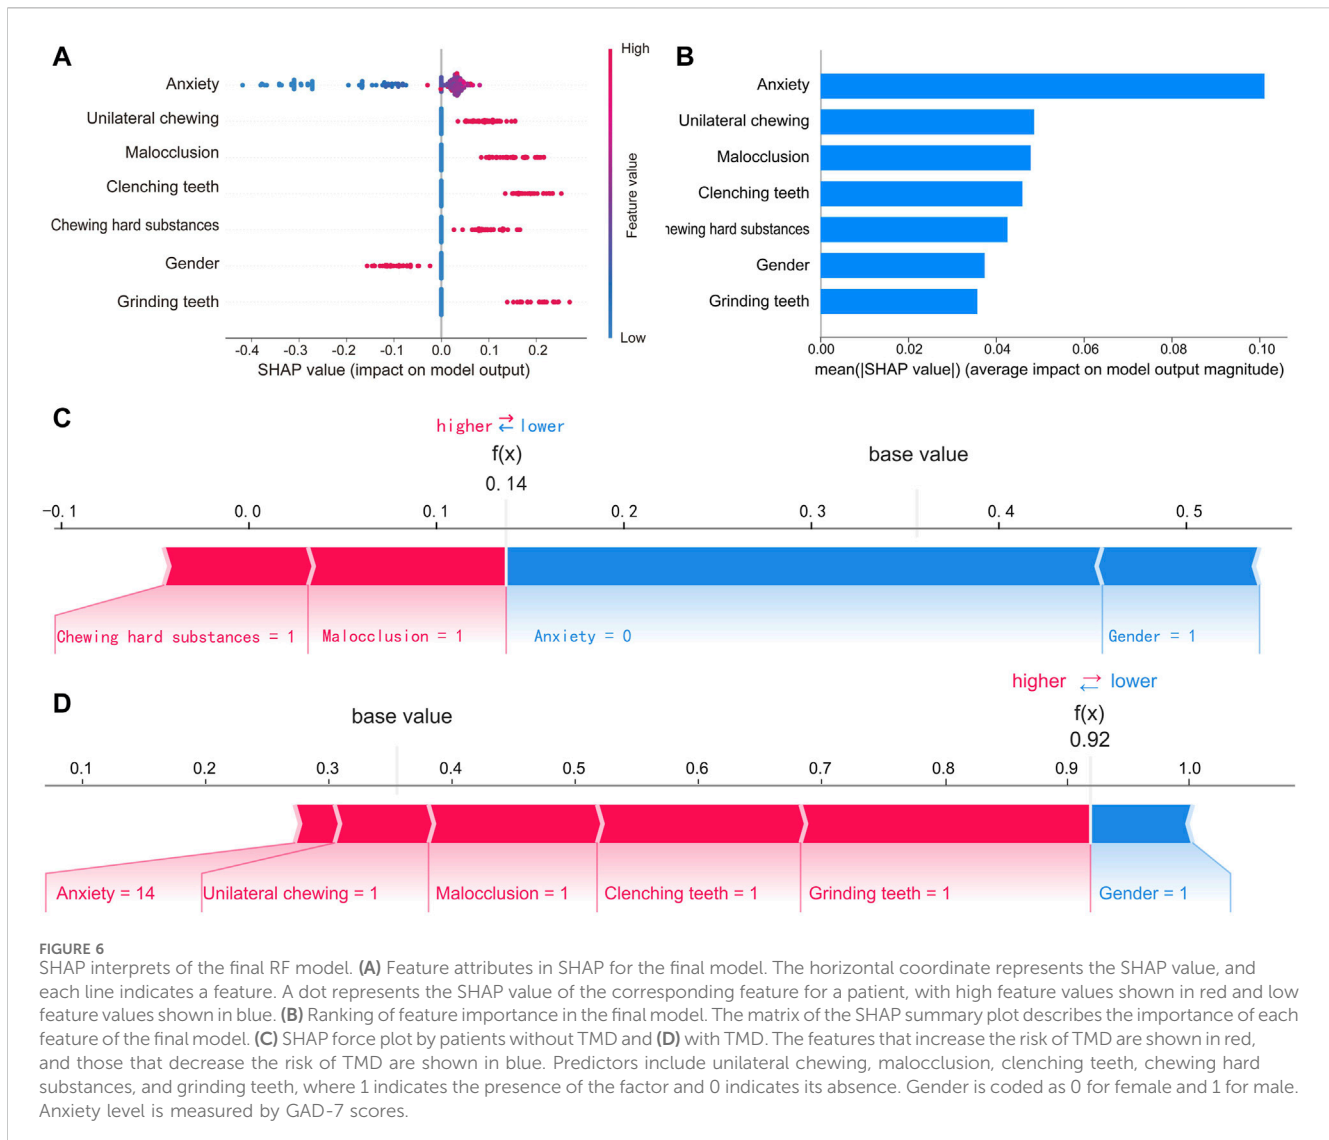 A
High
Anxiety
Unilateral chewing
Malocclusion
Clenching teeth
Chewing hard substances
Gender
Grinding teeth
Feature value
Low
-0.4 -0.3 -0.2 -0.1 0.0 0.1 0.2
SHAP value (impact on model output)
B
Anxiety
Unilateral chewing
Malocclusion
Clenching teeth
hewing hard substances
Gender
Grinding teeth
0.00 0.02 0.04 0.06 0.08 0.10
mean(|SHAP value|) (average impact on model output magnitude)
C
higher ⇄ lower
f(x)
0.14
base value
−0.1 0.0 0.1 0.2 0.3 0.4 0.5
Chewing hard substances = 1 Malocclusion = 1 Anxiety = 0 Gender = 1
D
higher ⇄ lower
f(x)
0.92
base value
0.1 0.2 0.3 0.4 0.5 0.6 0.7 0.8 0.9 1.0
Anxiety = 14 Unilateral chewing = 1 Malocclusion = 1 Clenching teeth = 1 Grinding teeth = 1 Gender = 1
FIGURE 6
SHAP interprets of the final RF model. (A) Feature attributes in SHAP for the final model. The horizontal coordinate represents the SHAP value, and
each line indicates a feature. A dot represents the SHAP value of the corresponding feature for a patient, with high feature values shown in red and low
feature values shown in blue. (B) Ranking of feature importance in the final model. The matrix of the SHAP summary plot describes the importance of each
feature of the final model. (C) SHAP force plot by patients without TMD and (D) with TMD. The features that increase the risk of TMD are shown in red,
and those that decrease the risk of TMD are shown in blue. Predictors include unilateral chewing, malocclusion, clenching teeth, chewing hard
substances, and grinding teeth, where 1 indicates the presence of the factor and 0 indicates its absence. Gender is coded as 0 for female and 1 for male.
Anxiety level is measured by GAD-7 scores.